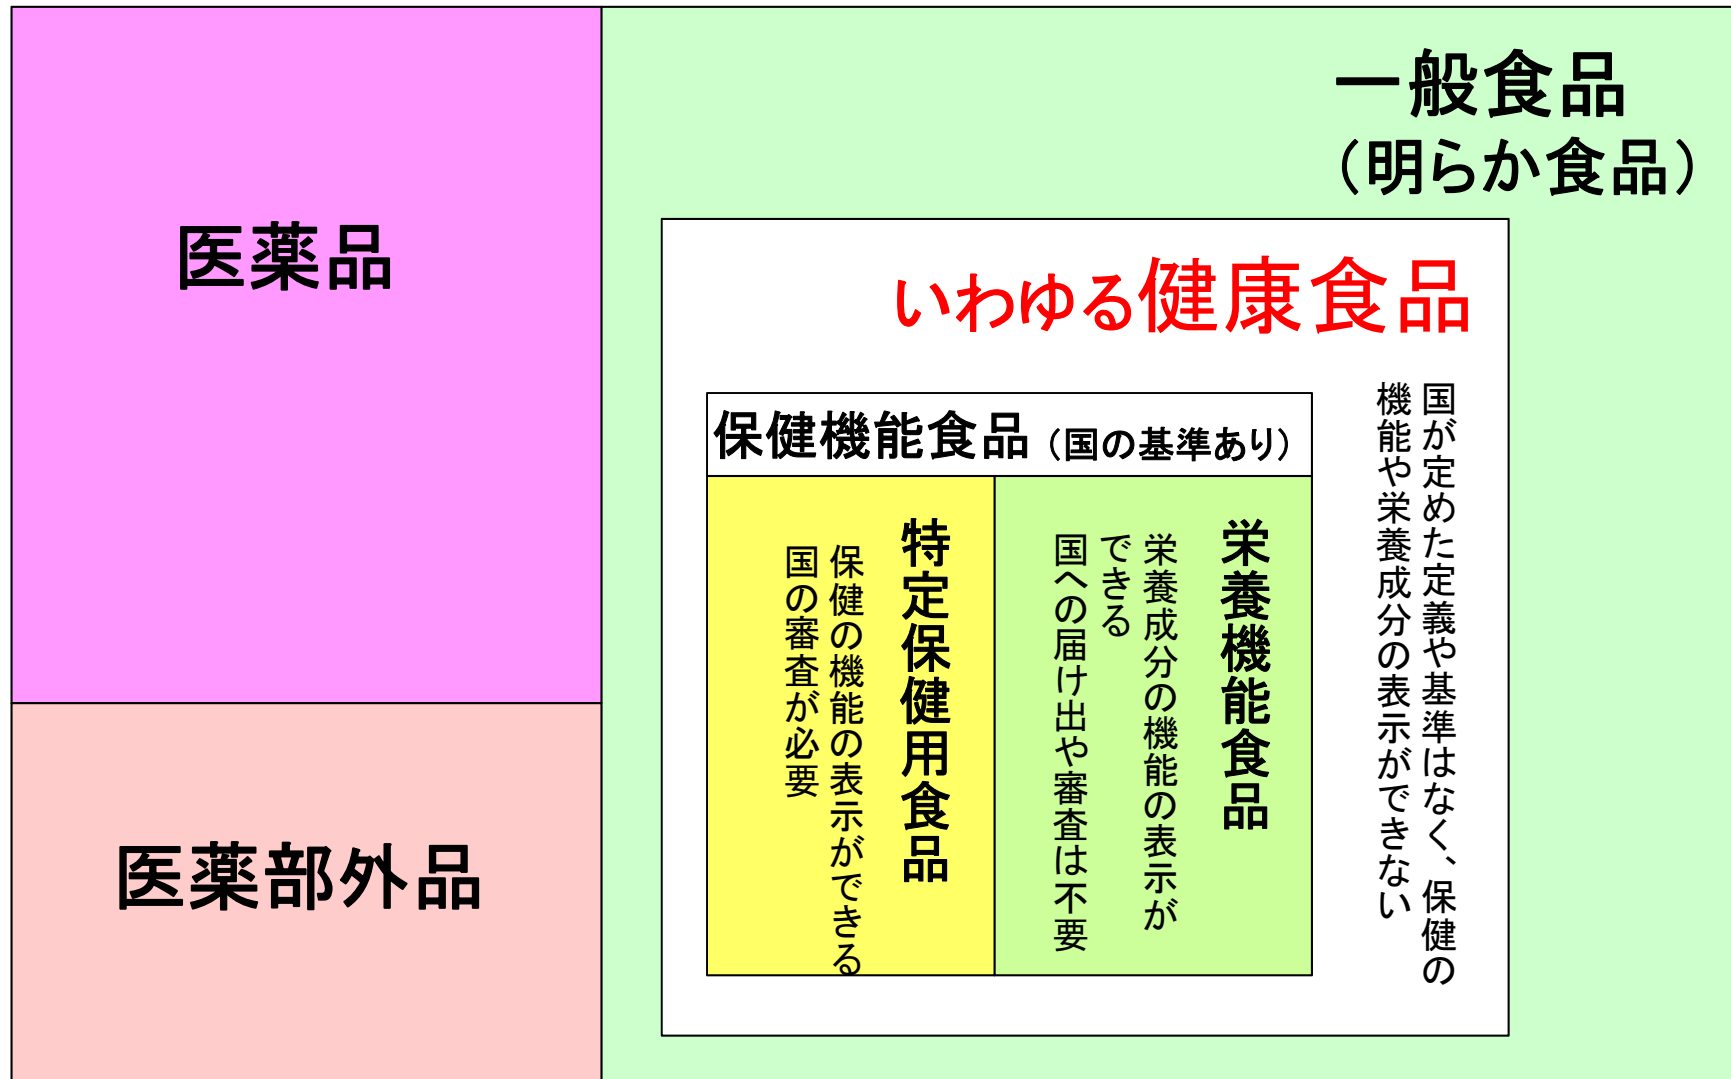 医薬品
医薬部外品
一般食品
（明らか食品）
いわゆる健康食品
国が定めた定義や基準はなく、保健の
機能や栄養成分の表示ができない
保健機能食品（国の基準あり）
栄養機能食品
栄養成分の機能の表示が
できる
国への届け出や審査は不要
特定保健用食品
保健の機能の表示ができる
国の審査が必要